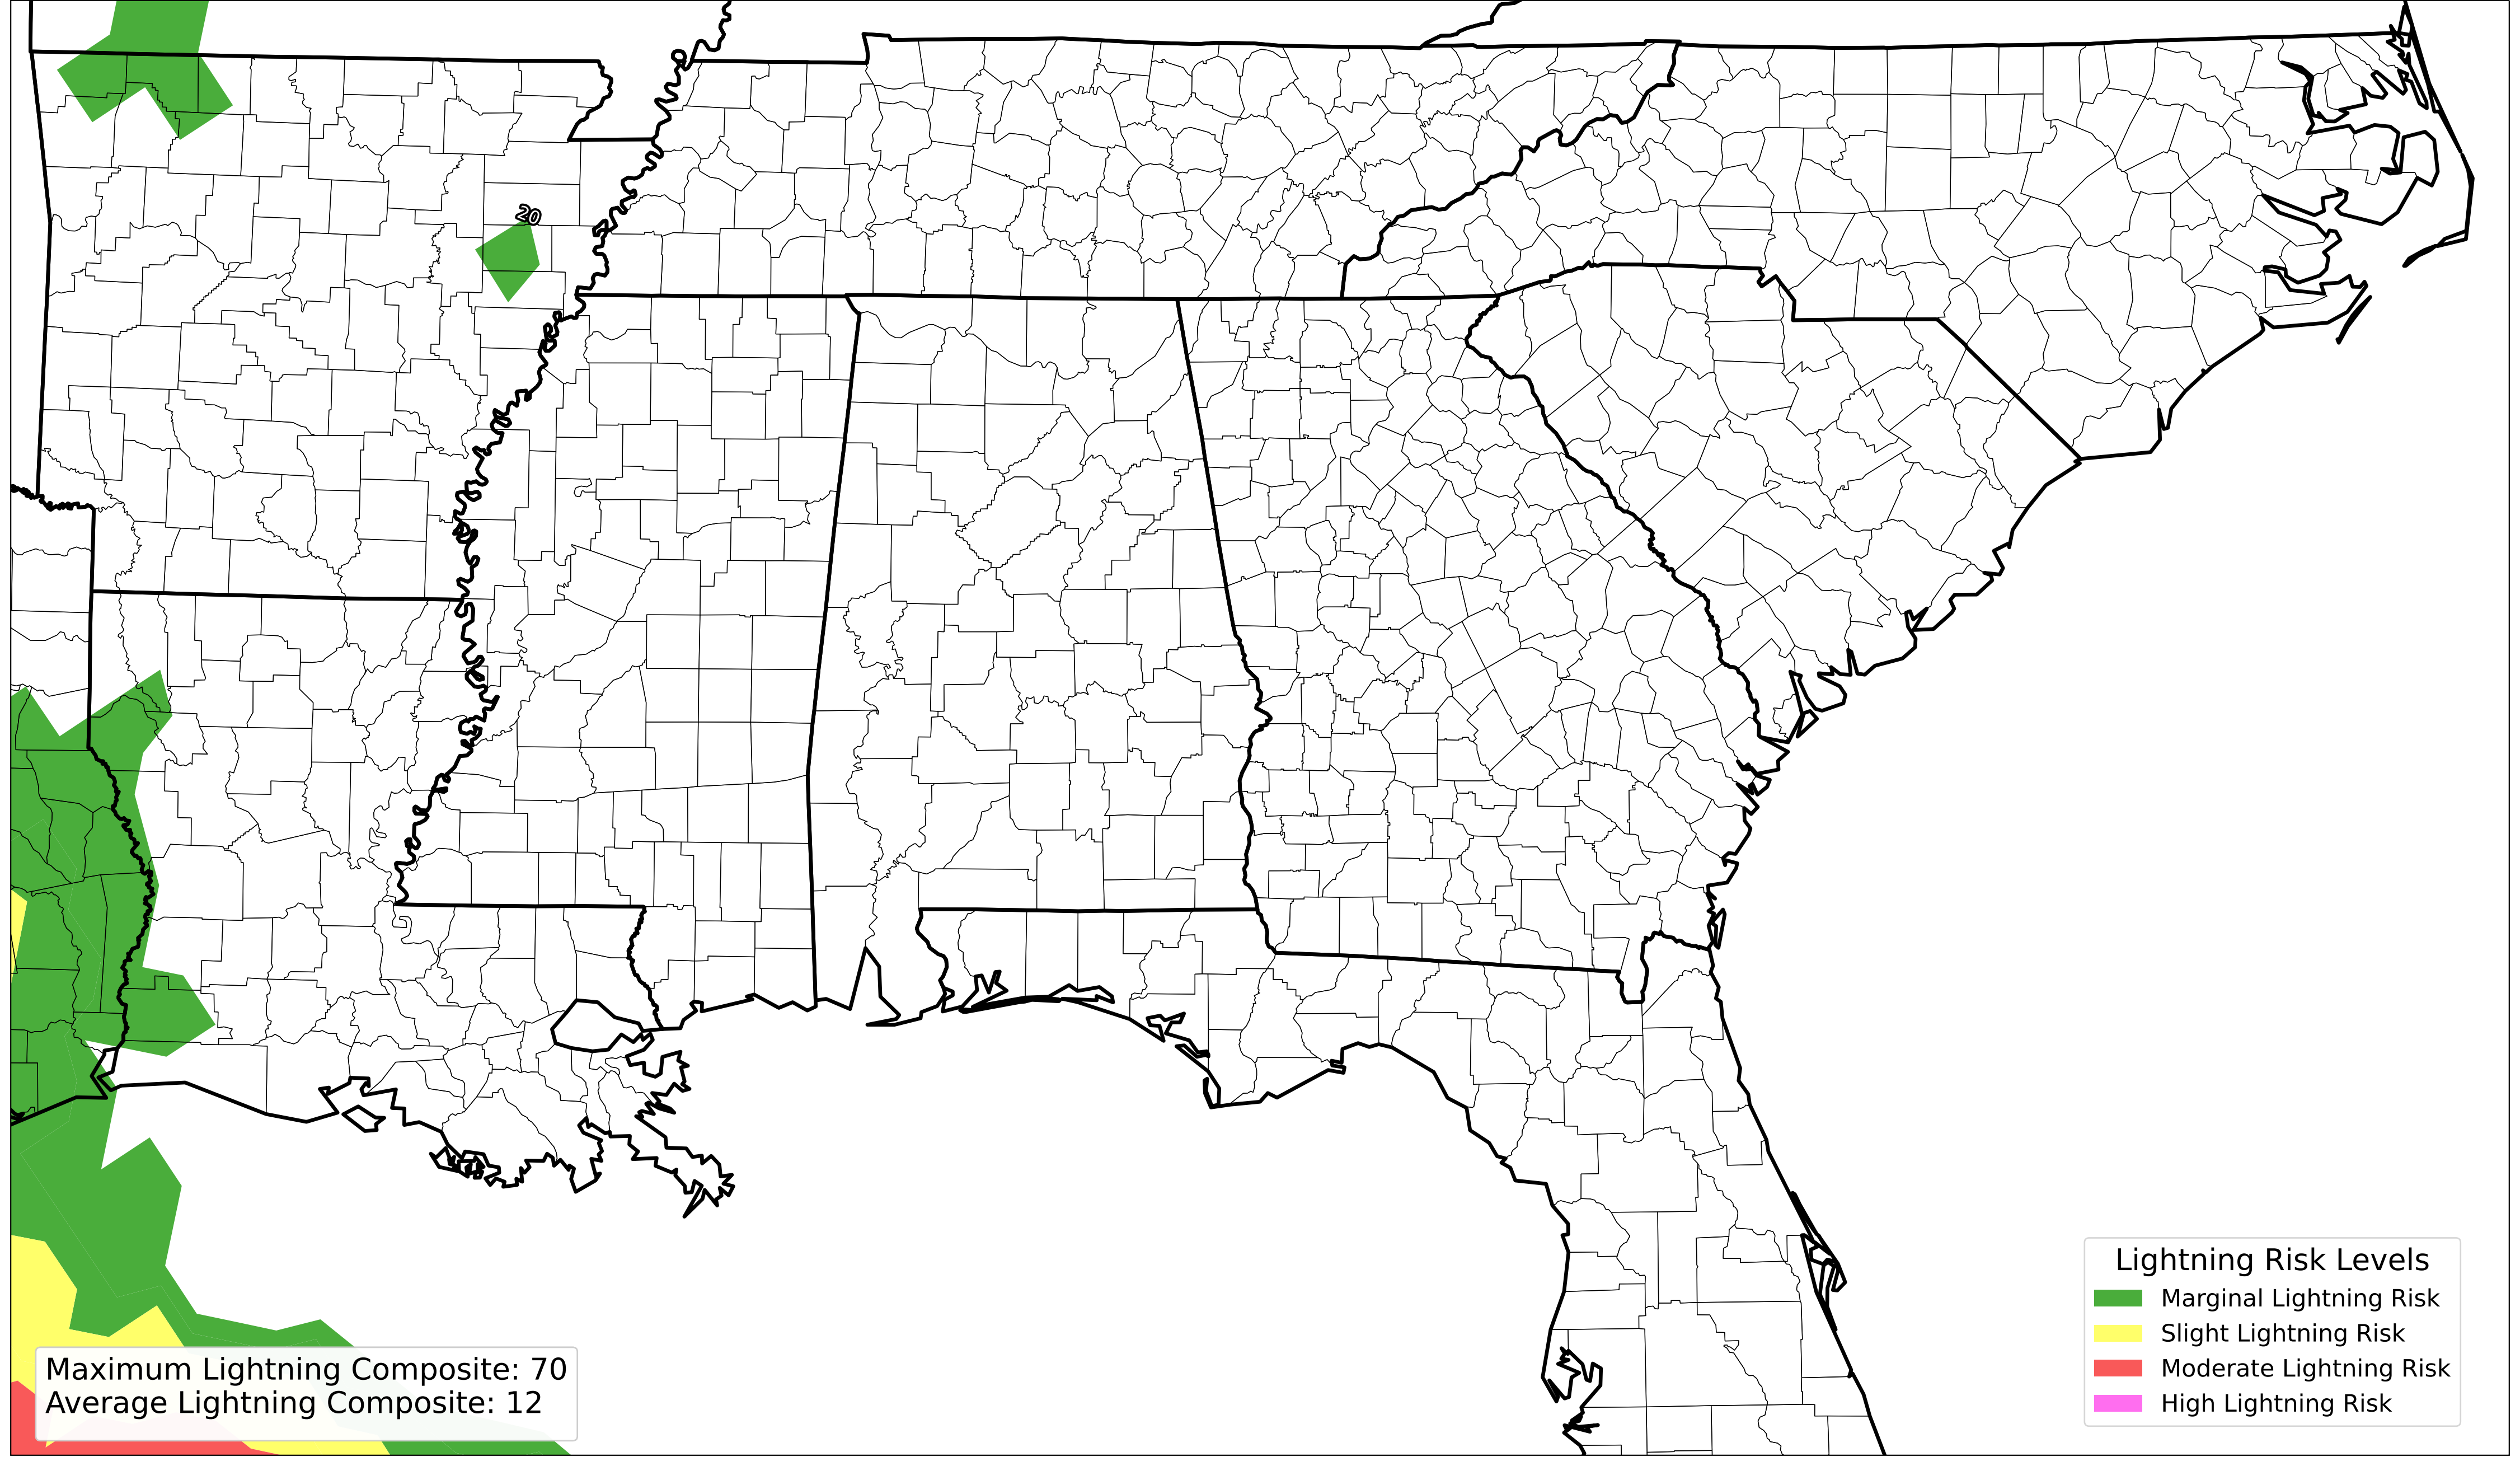 20
Lightning Risk Levels
Marginal Lightning Risk
Slight Lightning Risk
Moderate Lightning Risk
High Lightning Risk
Maximum Lightning Composite: 70
Average Lightning Composite: 12